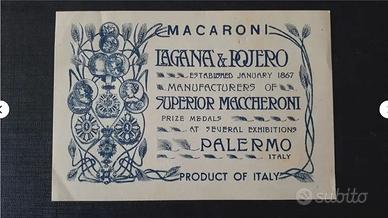 MACARONI
LAGANÀ & POJERO
ESTABLISHED JANUARY 1867
MANUFACTURERS OF
SUPERIOR MACCHERONI
PRIZE MEDALS
AT SEVERAL EXHIBITIONS
PALERMO
ITALY
PRODUCT OF ITALY
subito